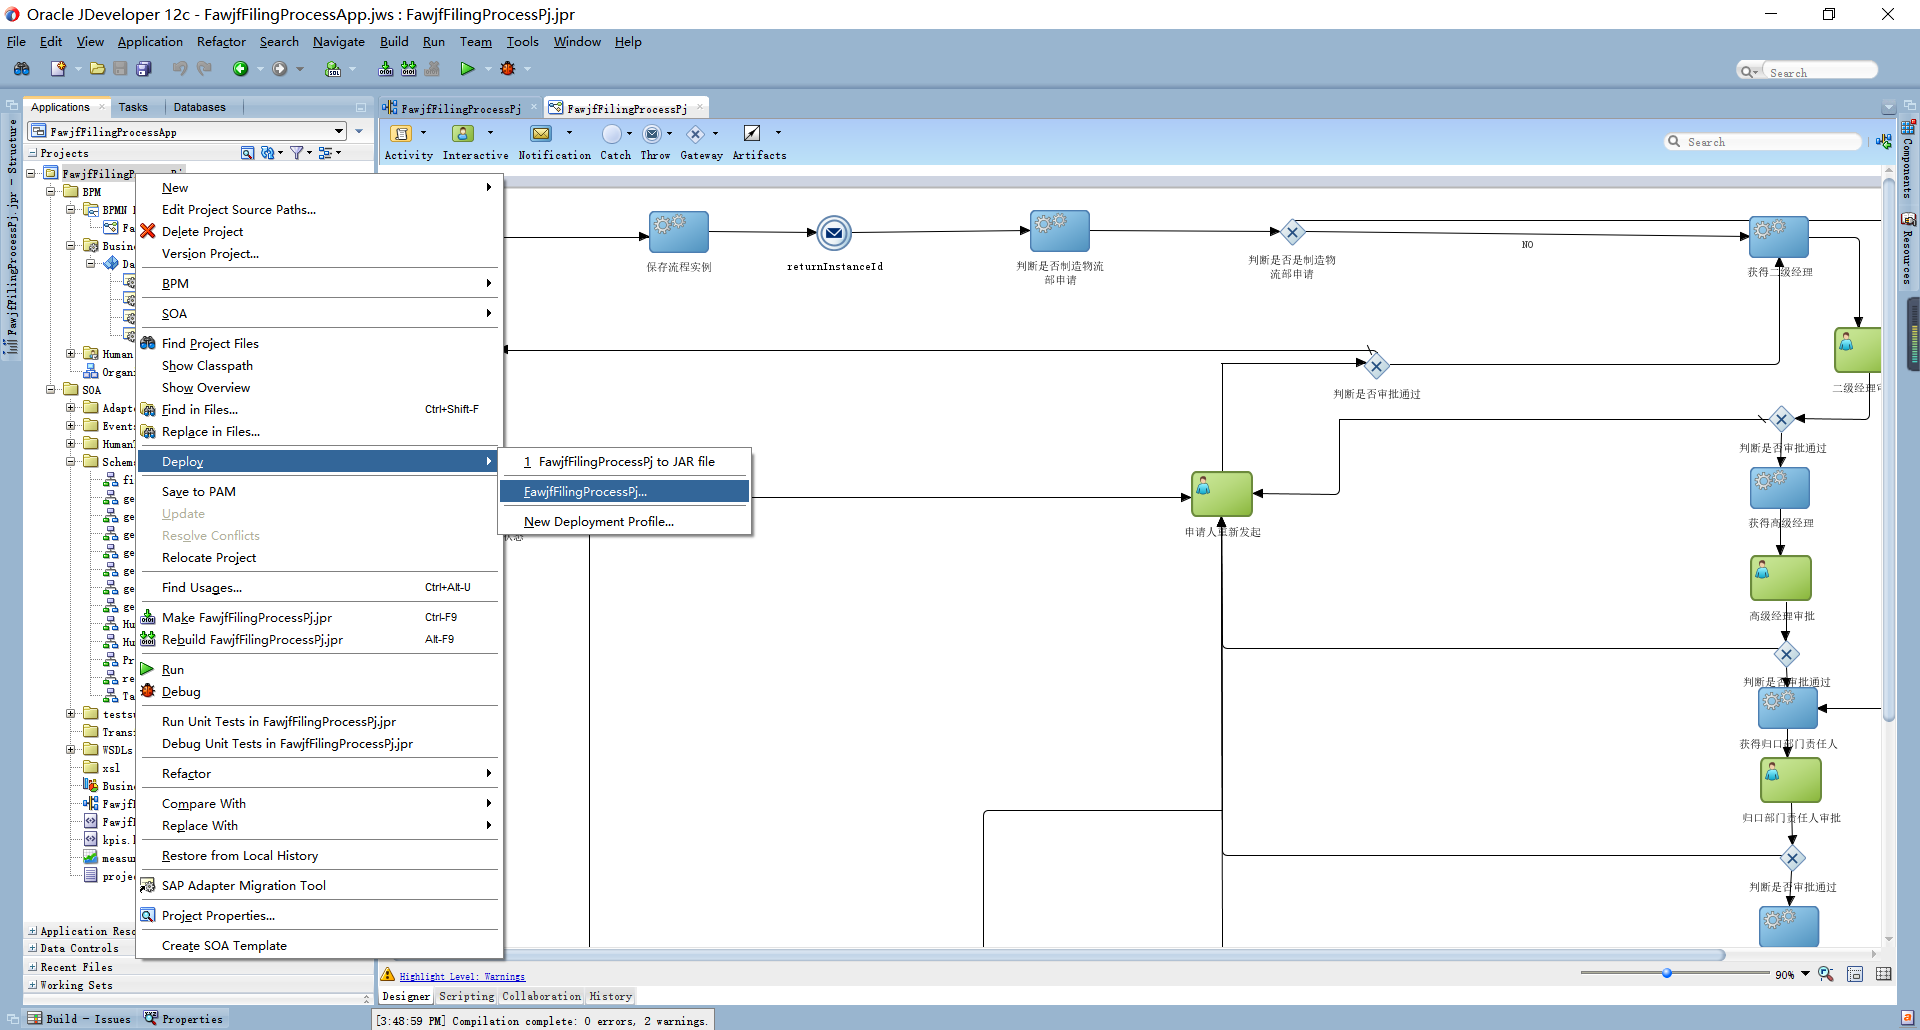 Oracle JDeveloper 12c - FawjfFilingProcessApp.jws : FawjfFilingProcessPj.jpr
File Edit View Application Refactor Search Navigate Build Run Team Tools Window Help
Search
Applications Tasks Databases
FawjfFilingProcessPj FawjfFilingProcessPj
FawjfFilingProcessApp
Projects
Activity Interactive Notification Catch Throw Gateway Artifacts
Search
FawjfFilingProcessPj.jpr - Structure
Components
Resources
BPM
BPMN
Fa
Busin
Da
Human
Organ
SOA
Adapt
Events
Human
Schem
fi
ge
ge
ge
ge
ge
ge
ge
Hu
Hu
Pr
re
Ta
tests
Trans
WSDLs
xsl
Busin
Fawjf
Fawjf
kpis.
measu
proje
Application Reso
Data Controls
Recent Files
Working Sets
New
Edit Project Source Paths...
Delete Project
Version Project...
BPM
SOA
Find Project Files
Show Classpath
Show Overview
Find in Files... Ctrl+Shift-F
Replace in Files...
Deploy
Save to PAM
Update
Resolve Conflicts
Relocate Project
Find Usages... Ctrl+Alt-U
Make FawjfFilingProcessPj.jpr Ctrl-F9
Rebuild FawjfFilingProcessPj.jpr Alt-F9
Run
Debug
Run Unit Tests in FawjfFilingProcessPj.jpr
Debug Unit Tests in FawjfFilingProcessPj.jpr
Refactor
Compare With
Replace With
Restore from Local History
SAP Adapter Migration Tool
Project Properties...
Create SOA Template
1 FawjfFilingProcessPj to JAR file
FawjfFilingProcessPj...
New Deployment Profile...
保存流程实例
returnInstanceId
判断是否制造物流
部申请
判断是否是制造物
流部申请
NO
获得二级经理
判断是否审批通过
二级经理审
判断是否审批通过
获得高级经理
状态
申请人重新发起
高级经理审批
判断是否审批通过
获得归口部门责任人
归口部门责任人审批
判断是否审批通过
Highlight Level: Warnings
90%
Designer Scripting Collaboration History
Build - Issues Properties
[3:48:59 PM] Compilation complete: 0 errors, 2 warnings.